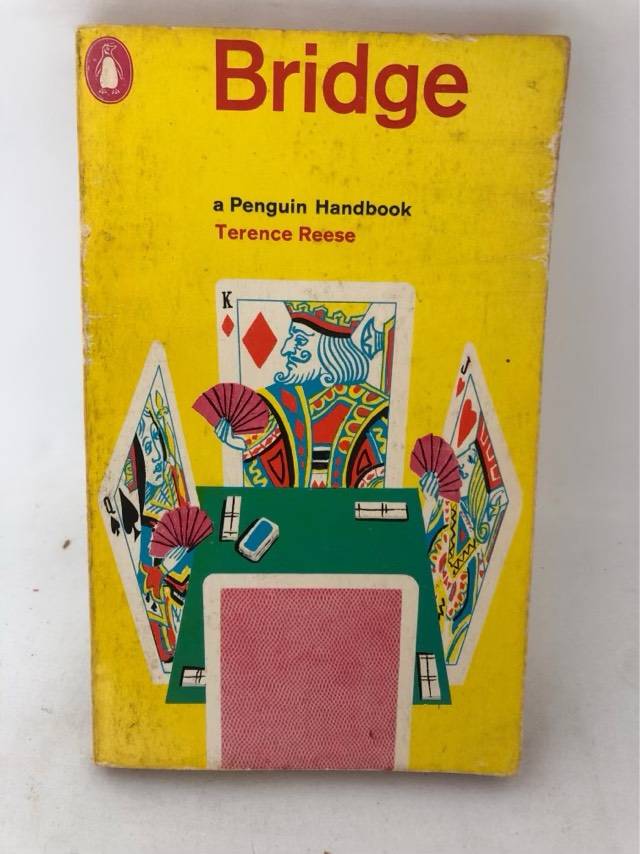 Bridge
a Penguin Handbook
Terence Reese
K
J
Q